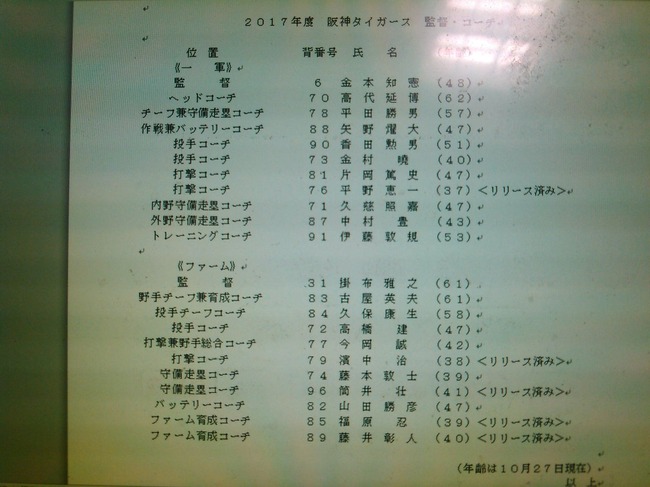 2017年度 阪神タイガース 監督・コーチ
位置 背番号 氏名
《一軍》
監督 6 金本知憲 (48)
ヘッドコーチ 70 高代延博 (62)
チーフ兼守備走塁コーチ 78 平田勝男 (57)
作戦兼バッテリーコーチ 88 矢野燿大 (47)
投手コーチ 90 香田勲男 (51)
投手コーチ 73 金村曉 (40)
打撃コーチ 81 片岡篤史 (47)
打撃コーチ 76 平野恵一 (37) <リリース済み>
内野守備走塁コーチ 71 久慈照嘉 (47)
外野守備走塁コーチ 87 中村豊 (43)
トレーニングコーチ 91 伊藤敦規 (53)
《ファーム》
監督 31 掛布雅之 (61)
野手チーフ兼育成コーチ 83 古屋英夫 (61)
投手チーフコーチ 84 久保康生 (58)
投手コーチ 72 高橋建 (47)
打撃兼野手総合コーチ 77 今岡誠 (42)
打撃コーチ 79 濱中治 (38) <リリース済み>
守備走塁コーチ 74 藤本敦士 (39)
守備走塁コーチ 96 筒井壮 (41) <リリース済み>
バッテリーコーチ 82 山田勝彦 (47)
ファーム育成コーチ 85 福原忍 (39) <リリース済み>
ファーム育成コーチ 89 藤井彰人 (40) <リリース済み>
(年齢は10月27日現在)
以上